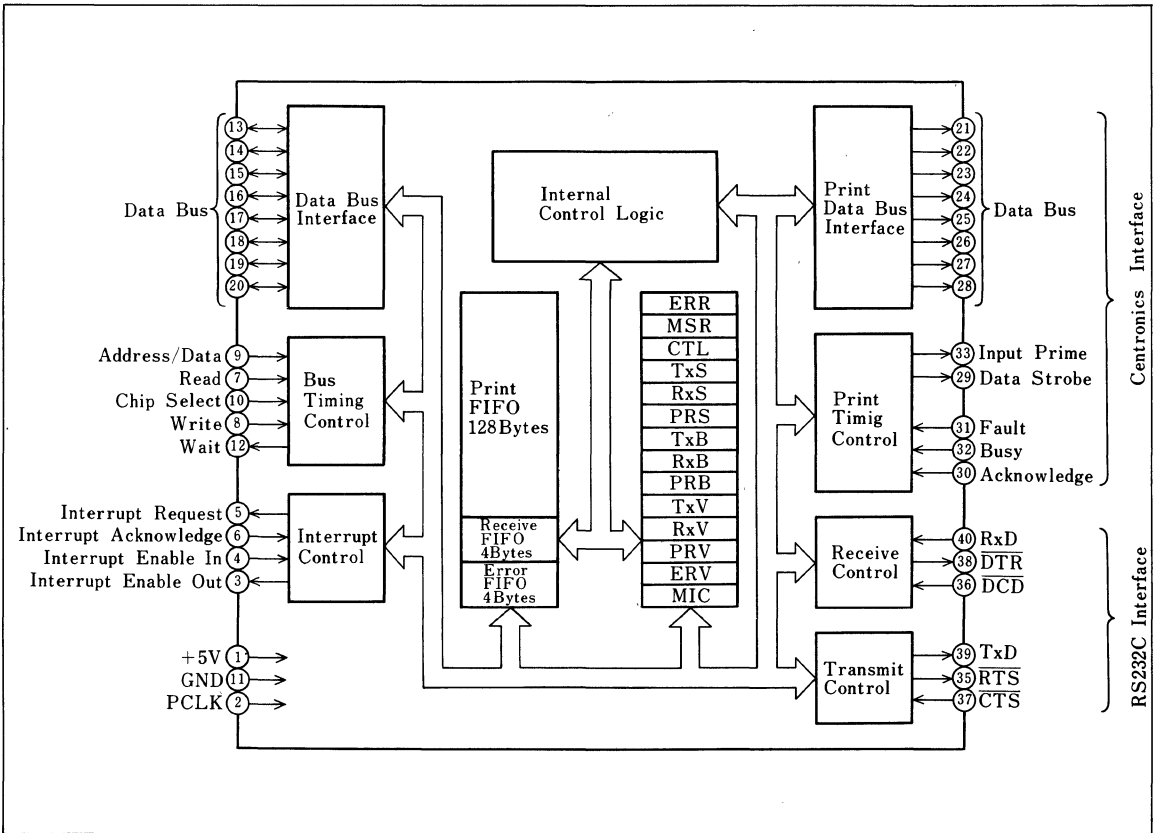 Data Bus
13
14
15
16
17
18
19
20
Data Bus
Interface
Address/Data
9
Read
7
Chip Select
10
Write
8
Wait
12
Bus
Timing
Control
Interrupt Request
5
Interrupt Acknowledge
6
Interrupt Enable In
4
Interrupt Enable Out
3
Interrupt
Control
+5V
1
GND
11
PCLK
2
Internal
Control Logic
Print
FIFO
128Bytes
Receive
FIFO
4Bytes
Error
FIFO
4Bytes
ERR
MSR
CTL
TxS
RxS
PRS
TxB
RxB
PRB
TxV
RxV
PRV
ERV
MIC
Print
Data Bus
Interface
21
22
23
24
25
26
27
28
Data Bus
Print
Timig
Control
33
Input Prime
29
Data Strobe
31
Fault
32
Busy
30
Acknowledge
Centronics Interface
Receive
Control
40
RxD
38
DTR
36
DCD
Transmit
Control
39
TxD
35
RTS
37
CTS
RS232C Interface